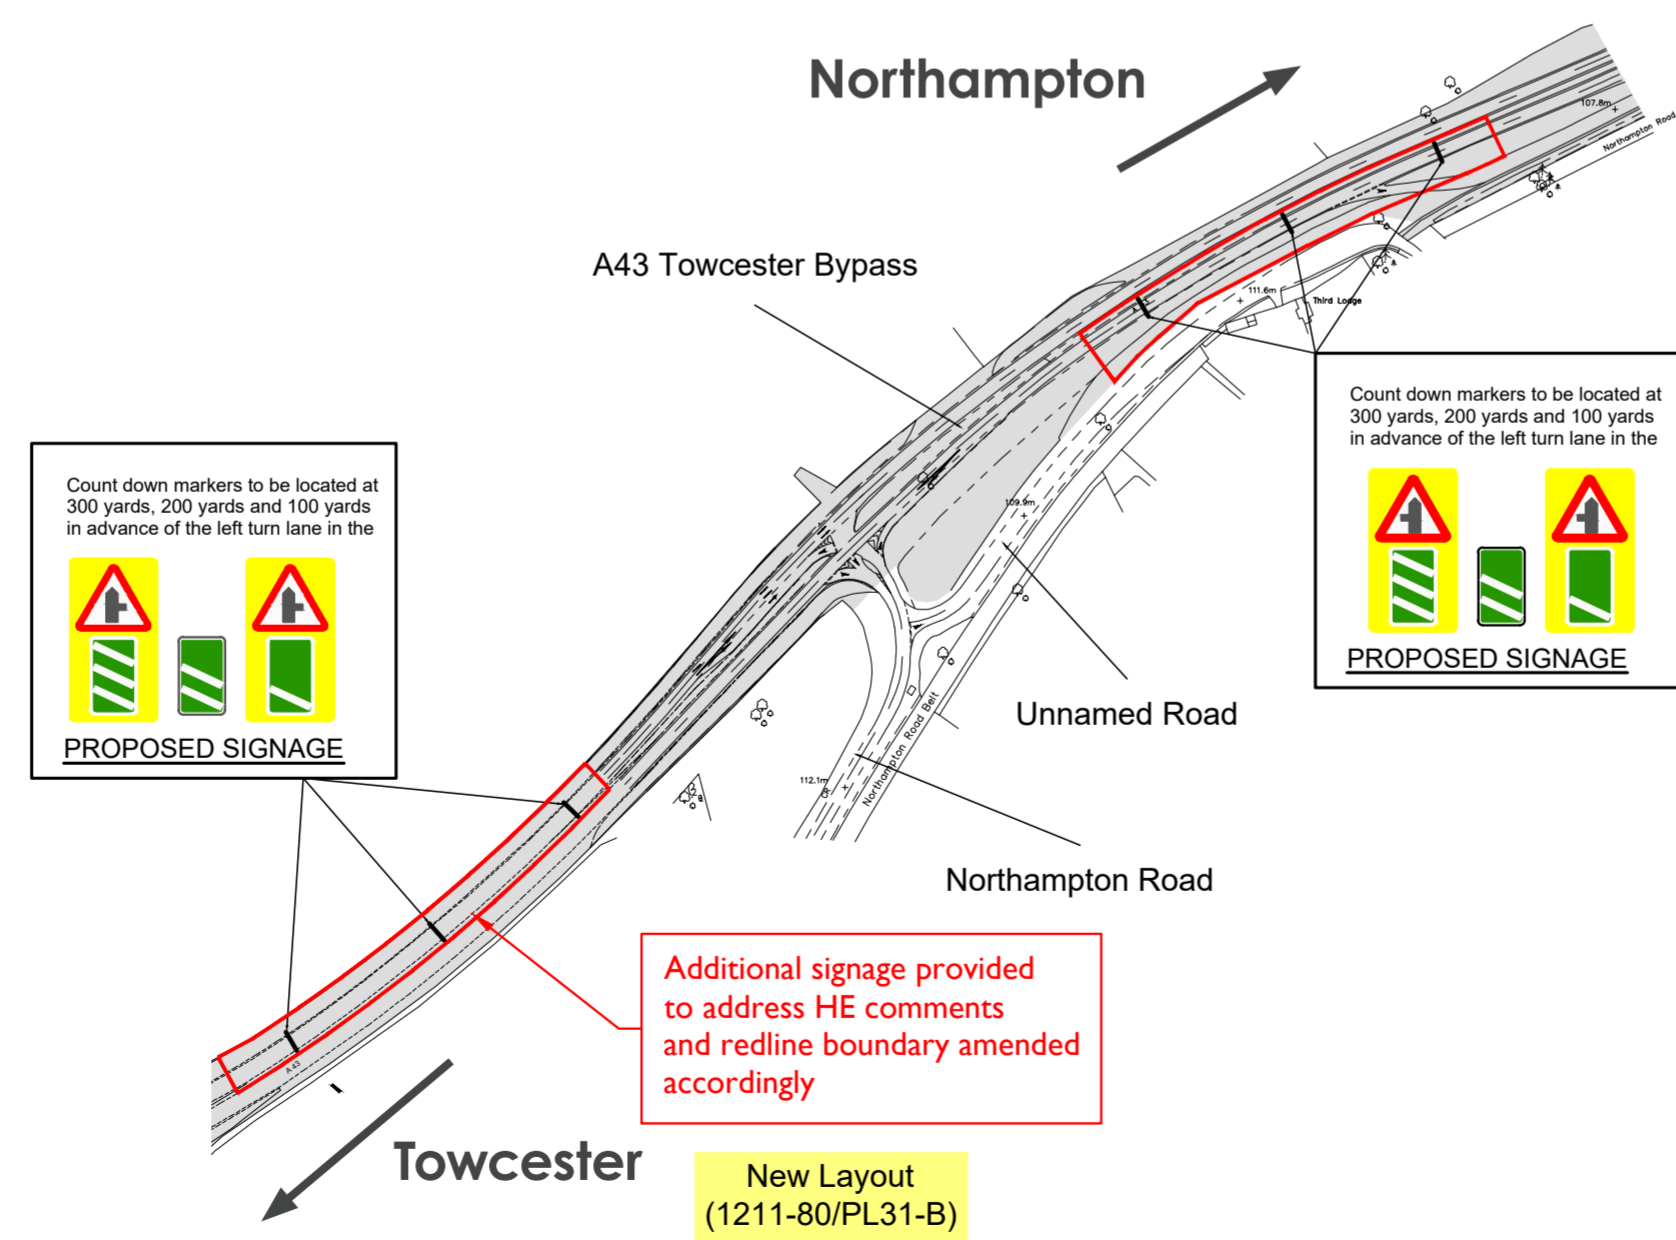 Northampton
107.8m
Northampton Road
A43 Towcester Bypass
111.6m
Third Lodge
Count down markers to be located at
300 yards, 200 yards and 100 yards
in advance of the left turn lane in the
PROPOSED SIGNAGE
Count down markers to be located at
300 yards, 200 yards and 100 yards
in advance of the left turn lane in the
PROPOSED SIGNAGE
109.9m
Unnamed Road
Northampton Road Belt
112.1m
CR
Northampton Road
Additional signage provided
to address HE comments
and redline boundary amended
accordingly
A43
Towcester
New Layout
(1211-80/PL31-B)